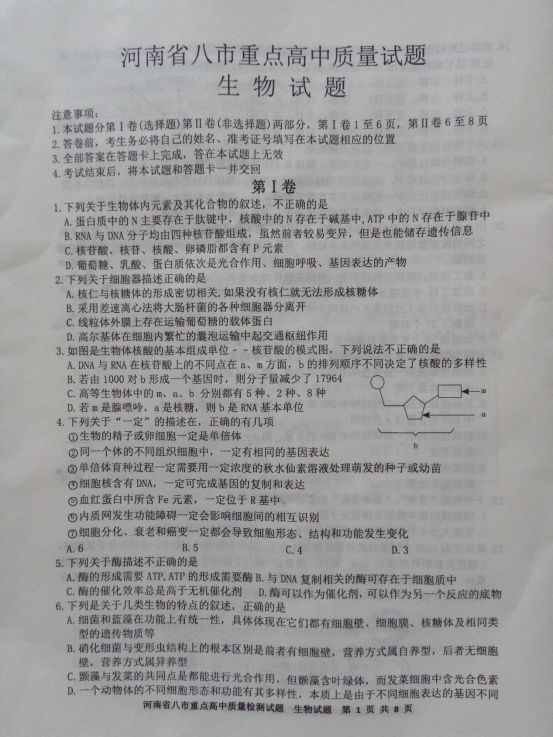 河南省八市重点高中质量试题
生物试题
注意事项:
1.本试题分第Ⅰ卷(选择题)第Ⅱ卷(非选择题)两部分，第Ⅰ卷1至6页，第Ⅱ卷6至8页
2.答卷前，考生务必将自己的姓名、准考证号填写在本试题相应的位置
3.全部答案在答题卡上完成，答在本试题上无效
4.考试结束后，将本试题和答题卡一并交回
第Ⅰ卷
1.下列关于生物体内元素及其化合物的叙述，不正确的是
A.蛋白质中的N主要存在于肽键中，核酸中的N存在于碱基中,ATP中的N存在于腺苷中
B.RNA与DNA分子均由四种核苷酸组成，虽然前者较易变异，但是也能储存遗传信息
C.核苷酸、核苷、核酸、卵磷脂都含有P元素
D.葡萄糖、乳酸、蛋白质依次是光合作用、细胞呼吸、基因表达的产物
2.下列关于细胞器描述正确的是
A.核仁与核糖体的形成密切相关,如果没有核仁就无法形成核糖体
B.采用差速离心法将大肠杆菌的各种细胞器分离开
C.线粒体外膜上存在运输葡萄糖的载体蛋白
D.高尔基体在细胞内繁忙的囊泡运输中起交通枢纽作用
3.如图是生物体核酸的基本组成单位--核苷酸的模式图，下列说法不正确的是
A.DNA与RNA在核苷酸上的不同点在a、m方面，b的排列顺序不同决定了核酸的多样性
B.若由1000对b形成一个基因时，则分子量减少了17964
C.高等生物体中的m、a、b分别都有5种、2种、8种
D.若m是腺嘌呤，a是核糖，则b是RNA基本单位
m
a
b
4.下列关于“一定”的描述在，正确的有几项
①生物的精子或卵细胞一定是单倍体
②同一个体的不同组织细胞中，一定有相同的基因表达
③单倍体育种过程一定需要用一定浓度的秋水仙素溶液处理萌发的种子或幼苗
④细胞核含有DNA，一定可完成基因的复制和表达
⑤血红蛋白中所含Fe元素，一定位于R基中
⑥内质网发生功能障碍一定会影响细胞间的相互识别
⑦细胞分化、衰老和癌变一定都会导致细胞形态、结构和功能发生变化
A.6 B.5 C.4 D.3
5.下列关于酶描述不正确的是
A.酶的形成需要ATP,ATP的形成需要酶 B.与DNA复制相关的酶可存在于细胞质中
C.酶的催化效率总是高于无机催化剂 D.酶可以作为催化剂,可以作为另一个反应的底物
6.下列是关于几类生物的特点的叙述，正确的是
A.细菌和蓝藻在功能上有统一性，具体体现在它们都有细胞壁、细胞膜、核糖体及相同类
型的遗传物质等
B.硝化细菌与变形虫结构上的根本区别是前者有细胞壁，营养方式属自养型，后者无细胞
壁，营养方式属异养型
C.颤藻与发菜的共同点是都能进行光合作用，但颤藻含叶绿体，而发菜细胞中含光合色素
D.一个动物体的不同细胞形态和功能有其多样性，本质上是由于不同细胞表达的基因不同
河南省八市重点高中质量检测试题 生物试题 第1页 共8页